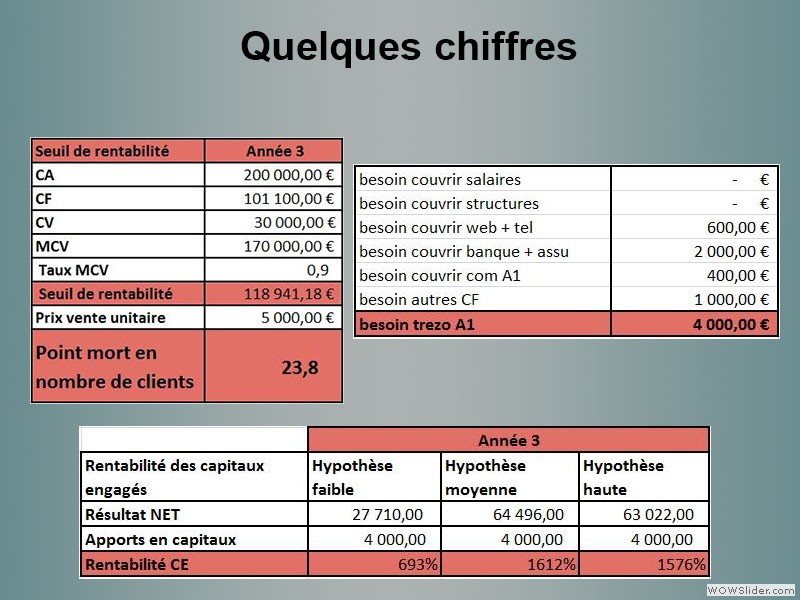 Quelques chiffres
Seuil de rentabilité Année 3
CA 200 000,00 €
CF 101 100,00 €
CV 30 000,00 €
MCV 170 000,00 €
Taux MCV 0,9
Seuil de rentabilité 118 941,18 €
Prix vente unitaire 5 000,00 €
Point mort en
nombre de clients 23,8
besoin couvrir salaires - €
besoin couvrir structures - €
besoin couvrir web + tel 600,00 €
besoin couvrir banque + assu 2 000,00 €
besoin couvrir com A1 400,00 €
besoin autres CF 1 000,00 €
besoin trezo A1 4 000,00 €
Année 3
Rentabilité des capitaux Hypothèse Hypothèse Hypothèse
engagés faible moyenne haute
Résultat NET 27 710,00 64 496,00 63 022,00
Apports en capitaux 4 000,00 4 000,00 4 000,00
Rentabilité CE 693% 1612% 1576%
WOWSlider.com